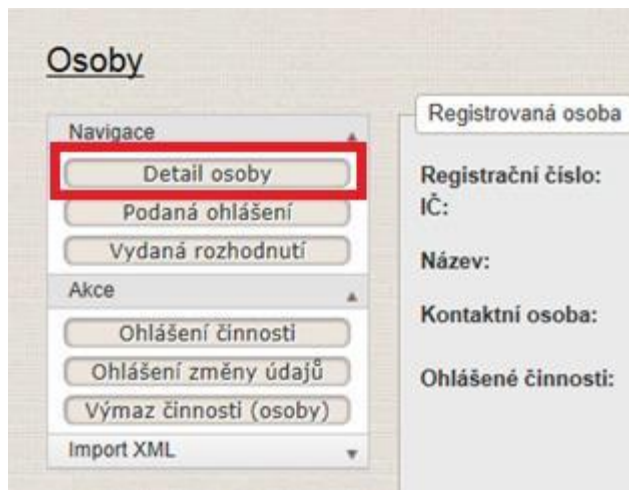 Osoby
Navigace
Detail osoby
Podaná ohlášení
Vydaná rozhodnutí
Akce
Ohlášení činnosti
Ohlášení změny údajů
Výmaz činnosti (osoby)
Import XML
Registrovaná osoba
Registrační číslo:
IČ:
Název:
Kontaktní osoba:
Ohlášené činnosti: